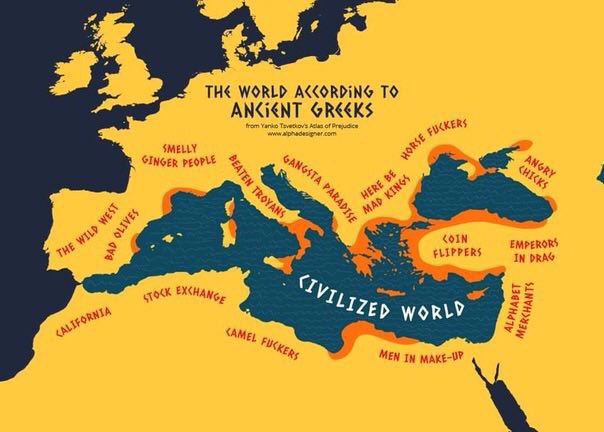 THE WORLD ACCORDING TO
ANCIENT GREEKS
from Yanko Tsvetkov's Atlas of Prejudice
www.alphadesigner.com
SMELLY
GINGER PEOPLE
BEATEN TROYANS
GANGSTA PARADISE
HERE BE
MAD KINGS
HORSE FUCKERS
ANGRY
CHICKS
THE WILD WEST
BAD OLIVES
COIN
FLIPPERS
EMPERORS
IN DRAG
CIVILIZED WORLD
CALIFORNIA
STOCK EXCHANGE
CAMEL FUCKERS
MEN IN MAKE-UP
ALPHABET
MERCHANTS